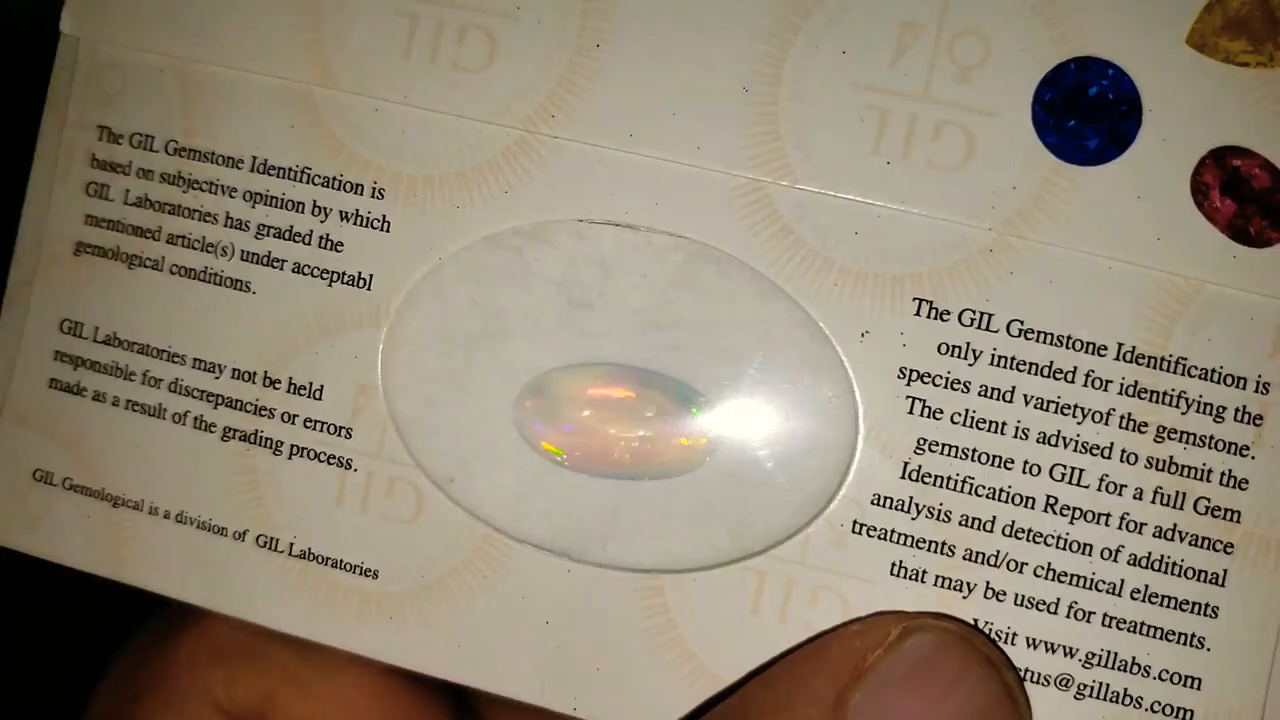 GIL
GIL
The GIL Gemstone Identification is
based on subjective opinion by which
GIL Laboratories has graded the
mentioned article(s) under acceptabl
gemological conditions.
GIL Laboratories may not be held
responsible for discrepancies or errors
made as a result of the grading process.
GIL Gemological is a division of GIL Laboratories
GIL
GIL
The GIL Gemstone Identification is
only intended for identifying the
species and varietyof the gemstone.
The client is advised to submit the
gemstone to GIL for a full Gem
Identification Report for advance
analysis and detection of additional
treatments and/or chemical elements
that may be used for treatments.
Visit www.gillabs.com
ctus@gillabs.com